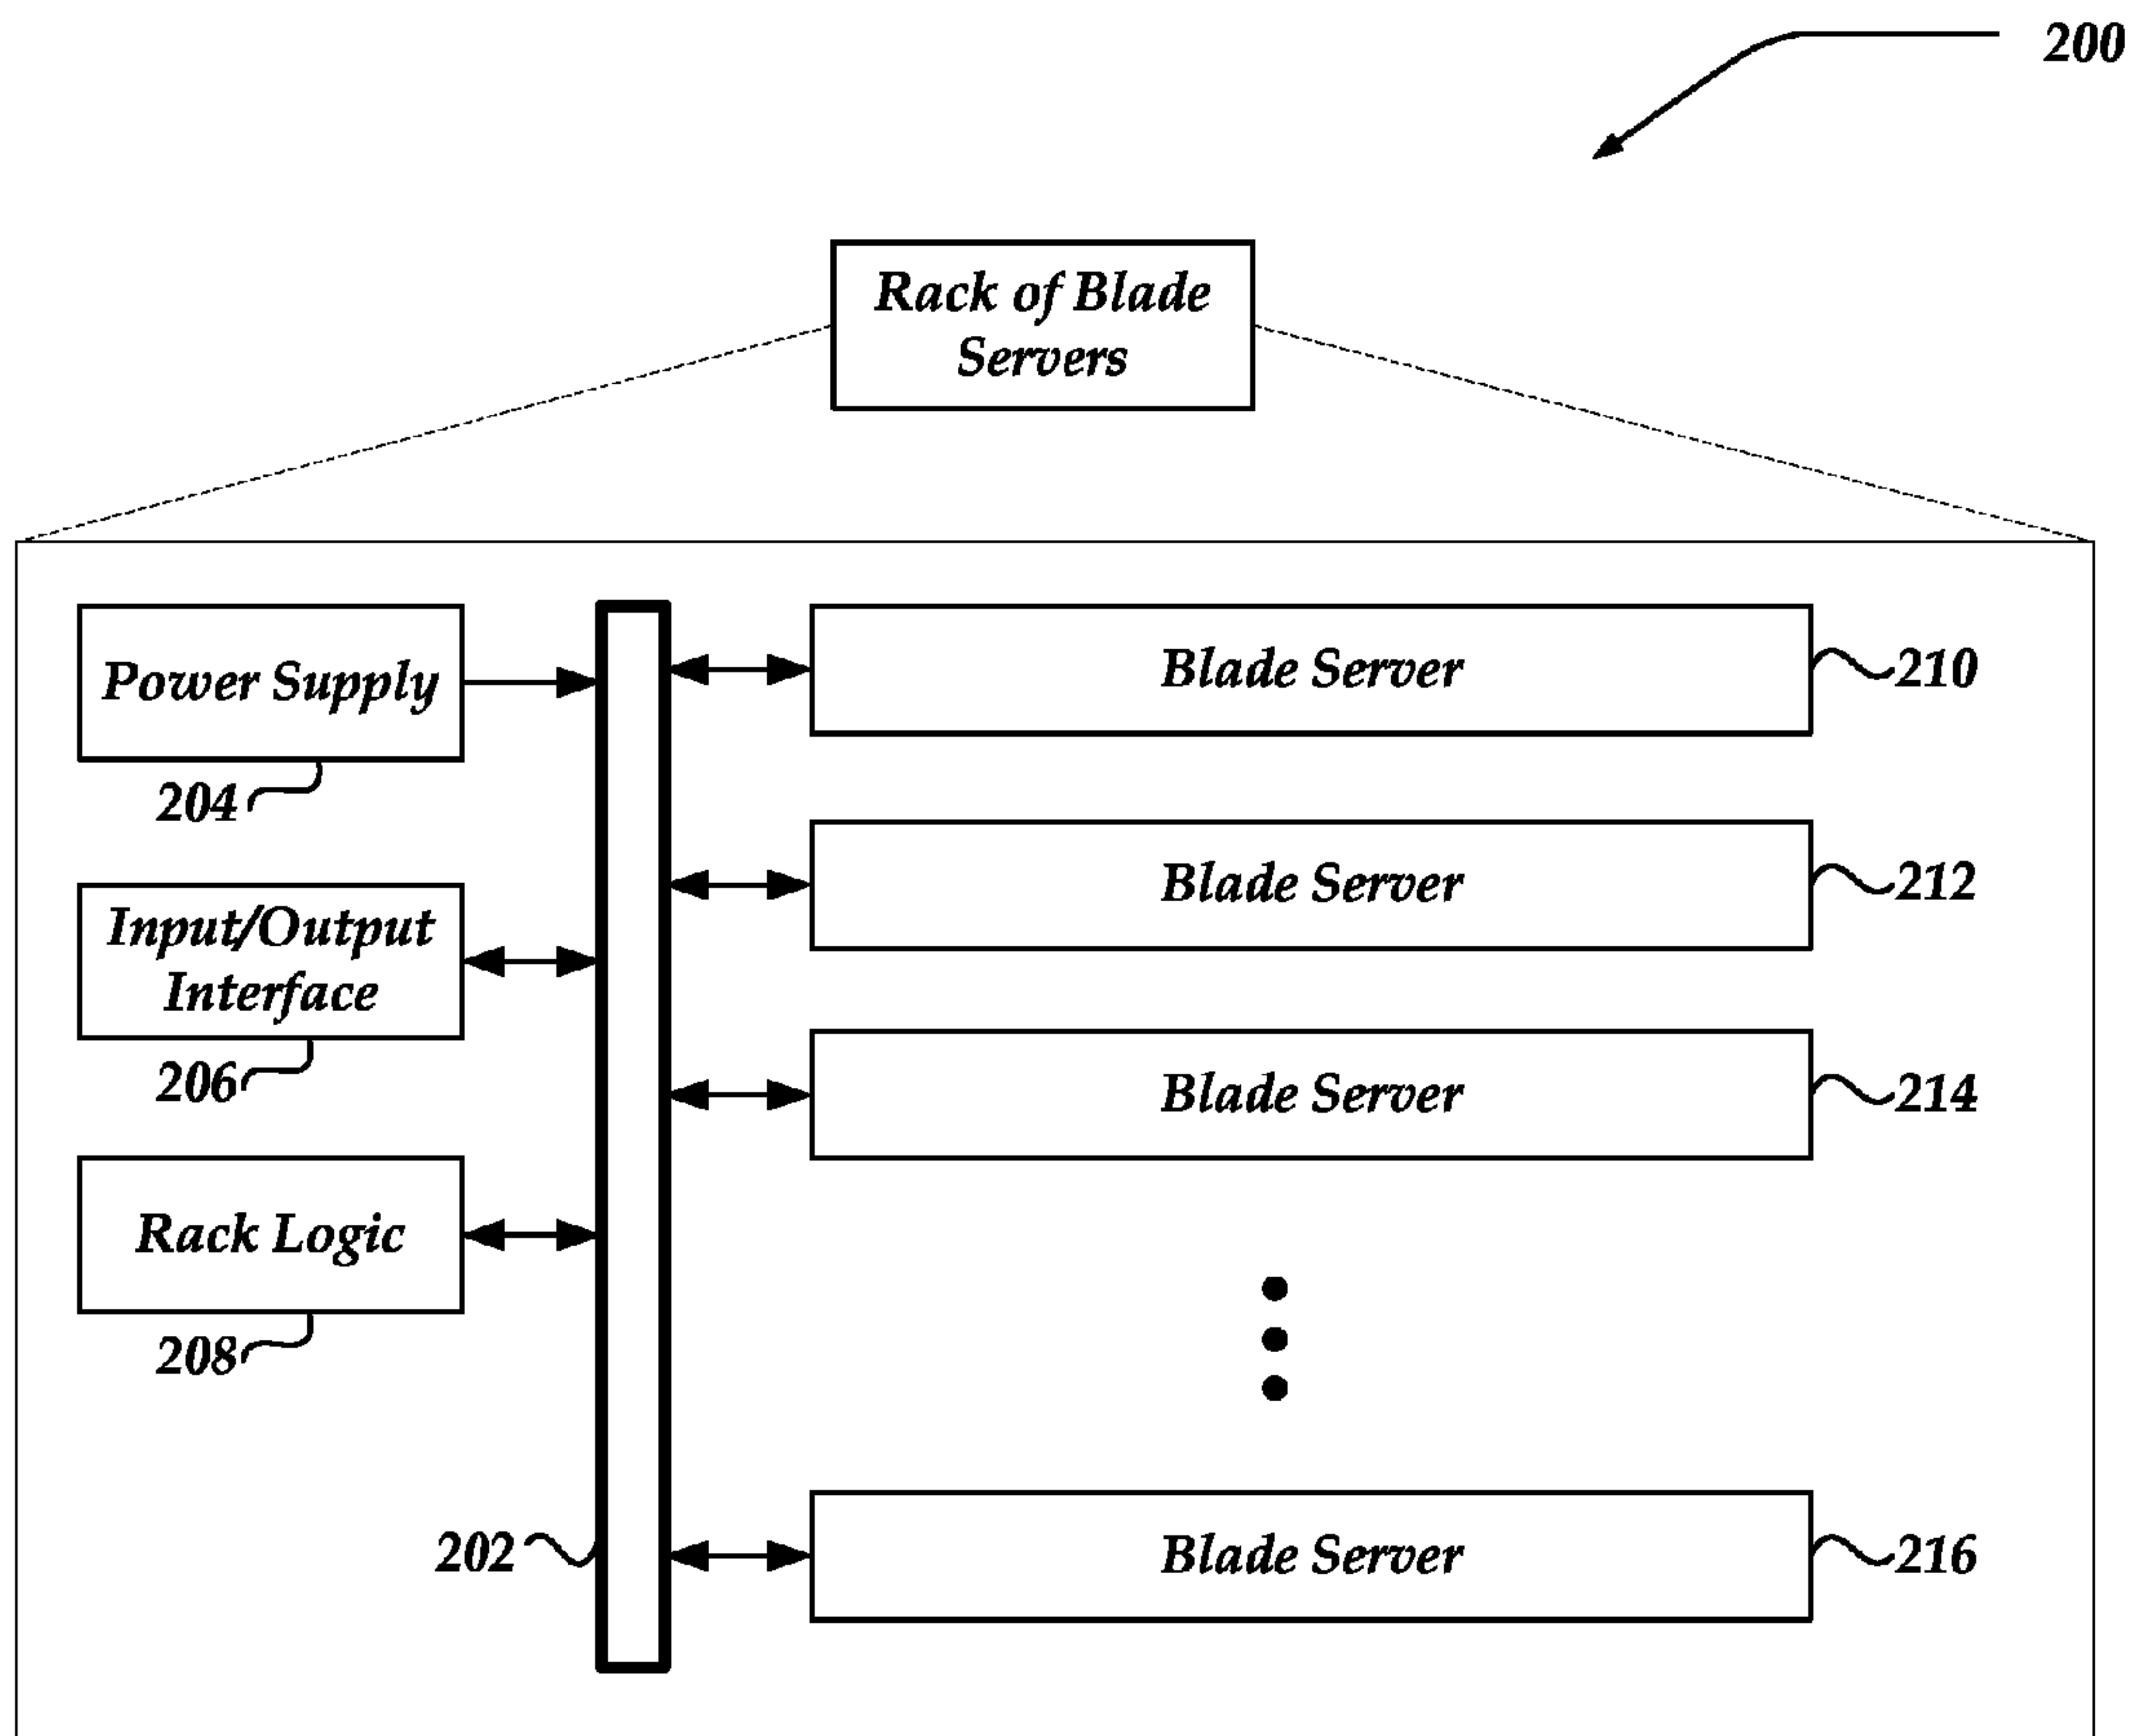 200
Rack of Blade
Servers
Power Supply
204
Input/Output
Interface
206
Rack Logic
208
202
Blade Server
210
Blade Server
212
Blade Server
214
Blade Server
216